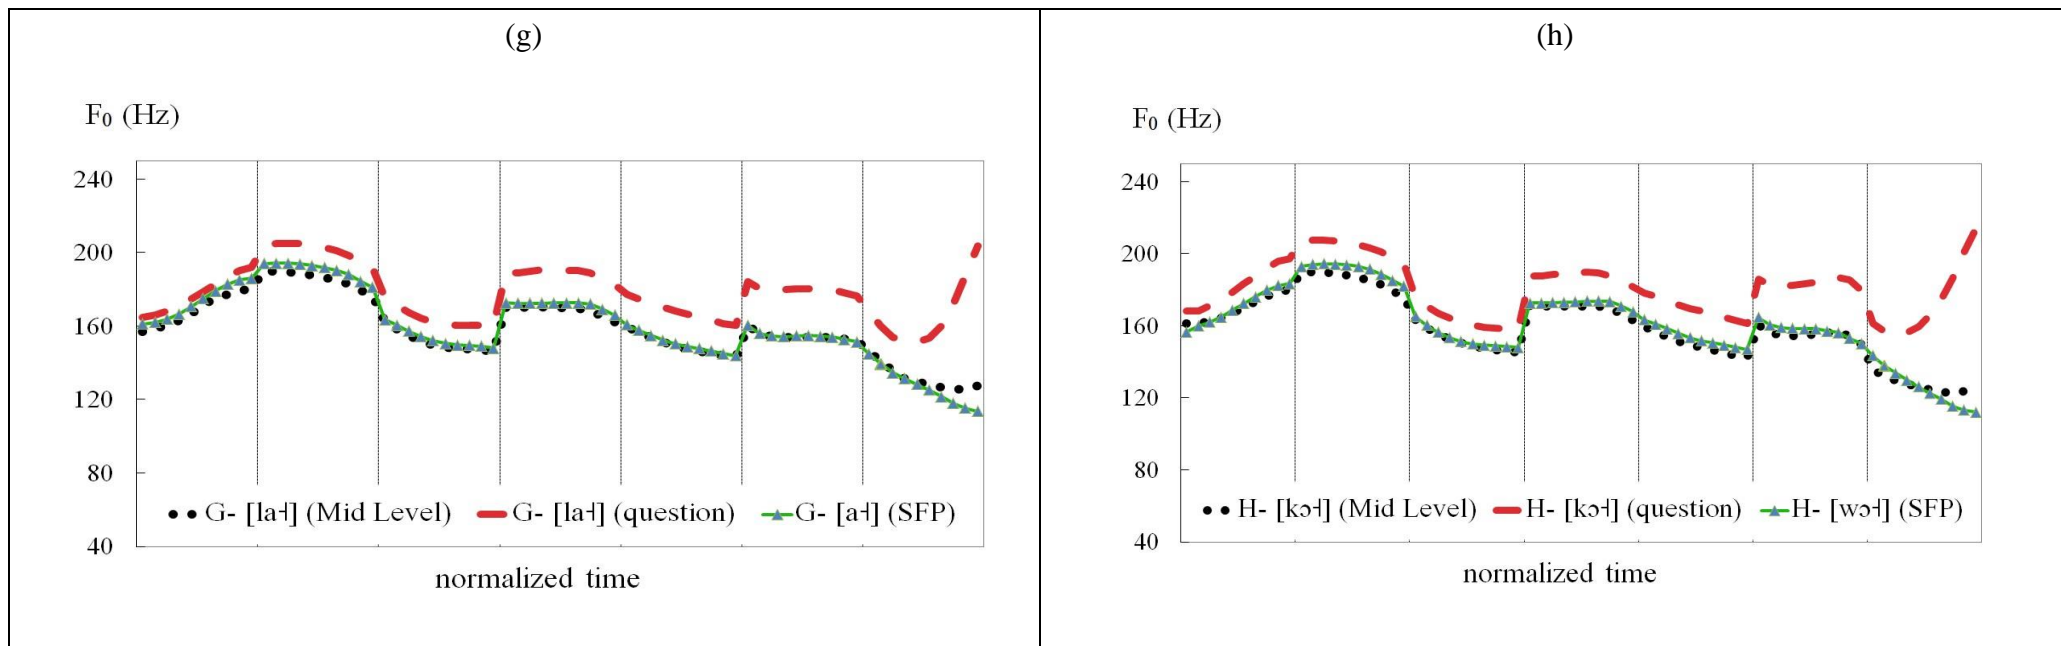 (g)
F₀ (Hz)
240
200
160
120
80
40
G- [la˧] (Mid Level) G- [la˧] (question) G- [a˧] (SFP)
normalized time
(h)
F₀ (Hz)
240
200
160
120
80
40
H- [kɔ˧] (Mid Level) H- [kɔ˧] (question) H- [wɔ˧] (SFP)
normalized time